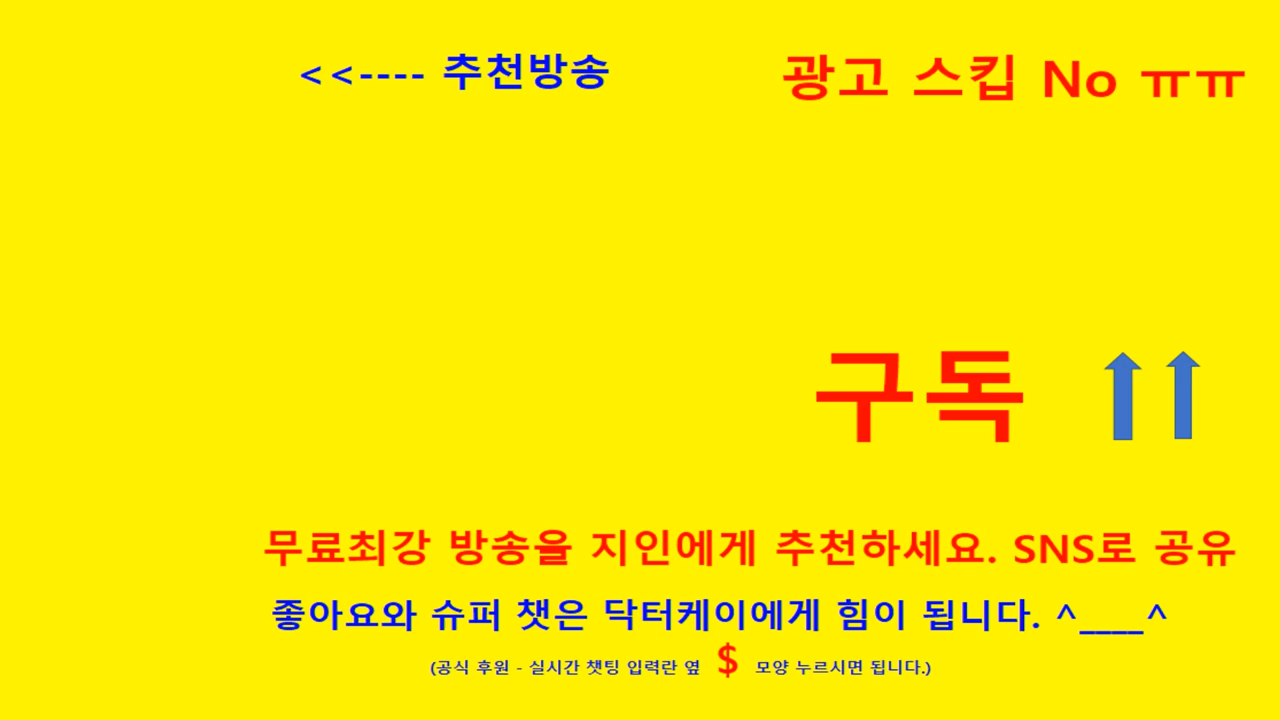 <<---- 추천방송
광고 스킵 No ㅠㅠ
구독
무료최강 방송을 지인에게 추천하세요. SNS로 공유
좋아요와 슈퍼 챗은 닥터케이에게 힘이 됩니다. ^____^
(공식 후원 - 실시간 챗팅 입력란 옆 $ 모양 누르시면 됩니다.)